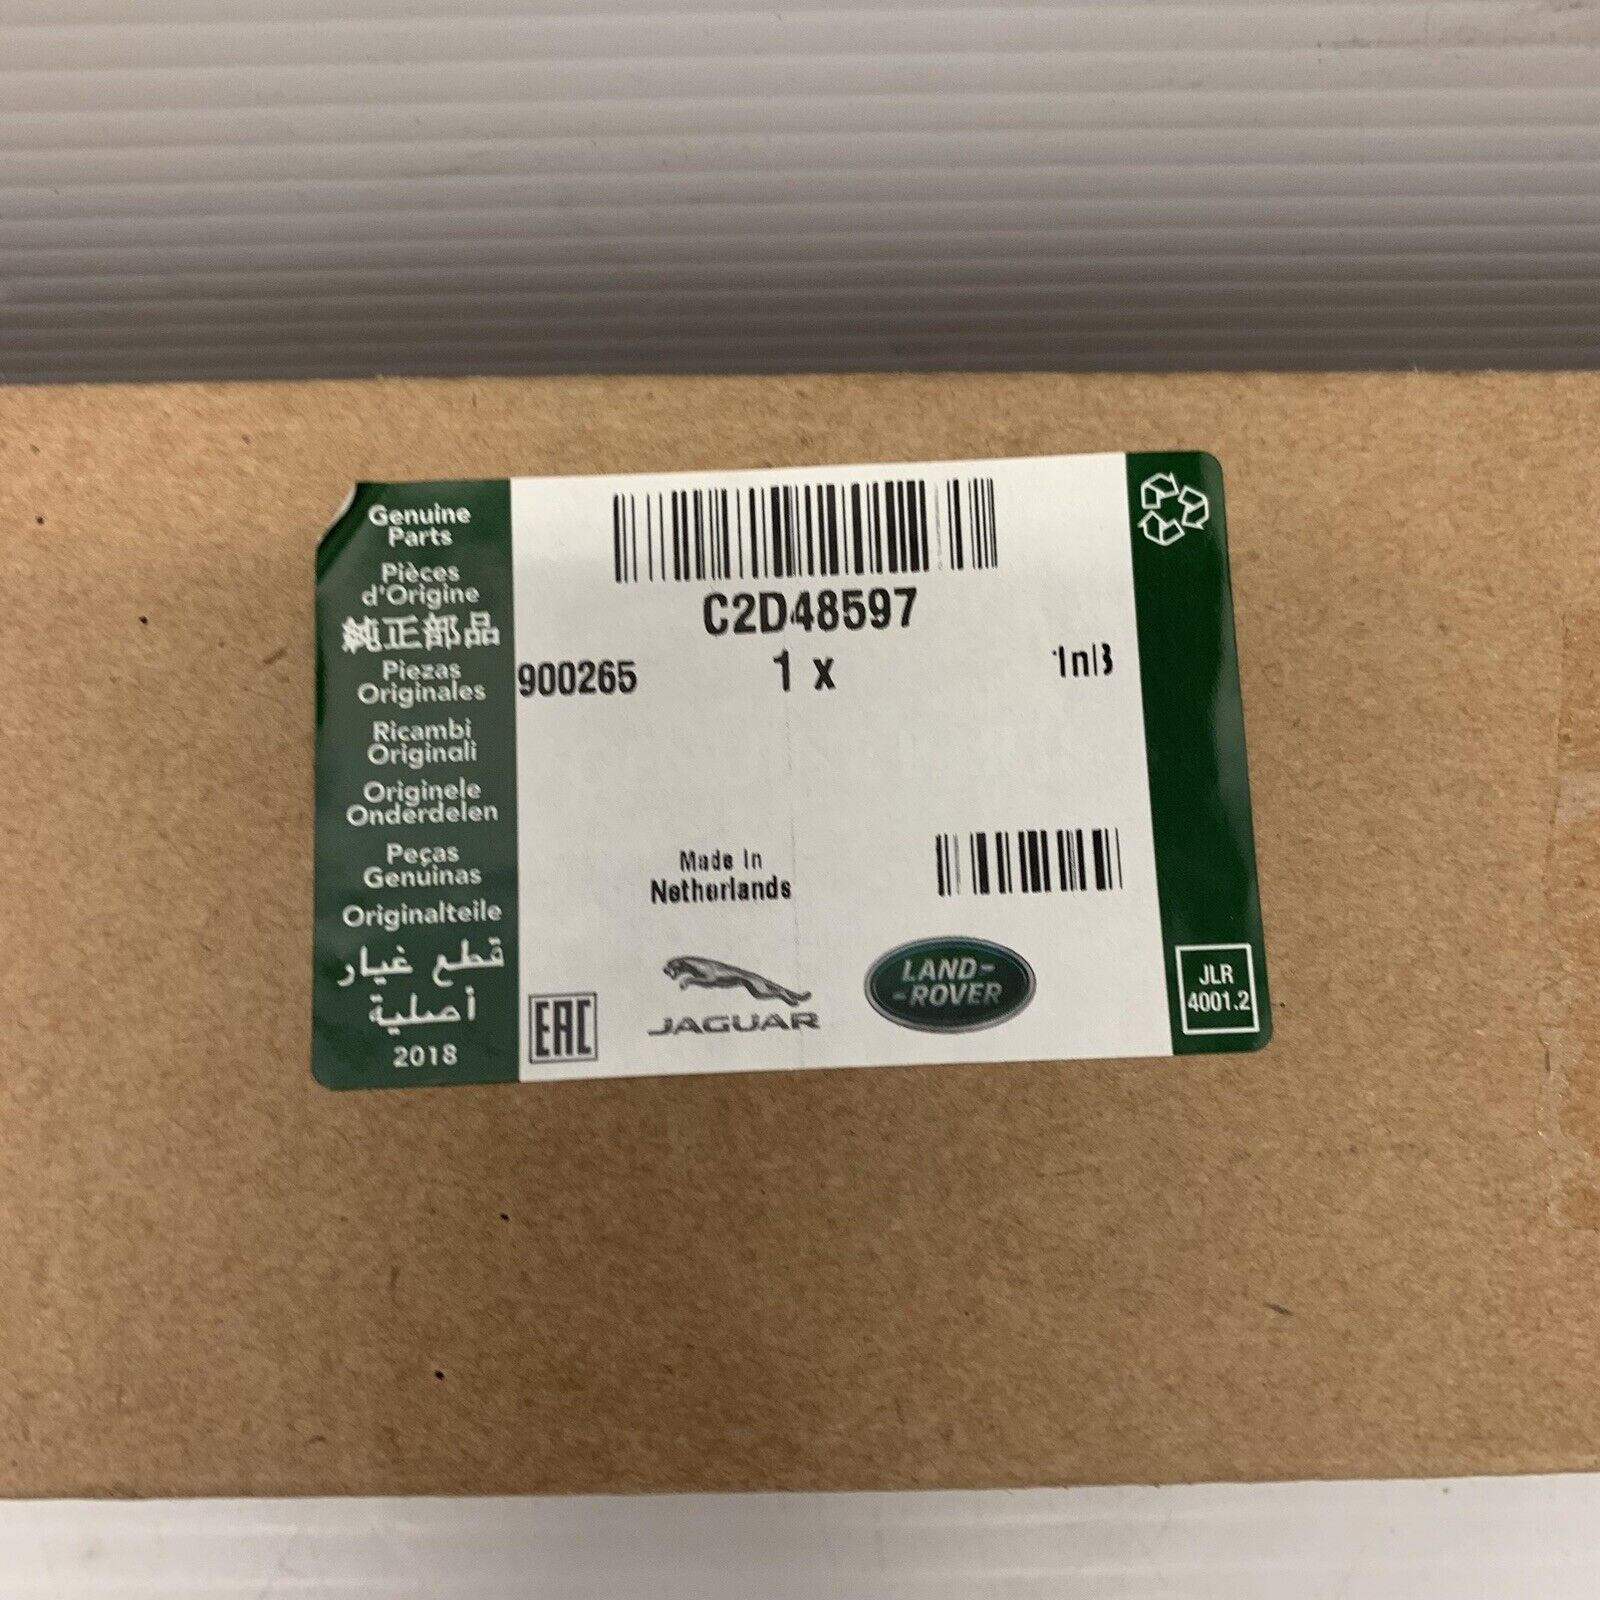 Genuine
Parts
Pièces
d'Origine
純正部品
Piezas
Originales
Ricambi
Originali
Originele
Onderdelen
Peças
Genuinas
Originalteile
قطع غيار
أصلية
2018
C2D48597
900265
1 x
Made In
Netherlands
EAC
JAGUAR
LAND-
-ROVER
JLR
4001.2